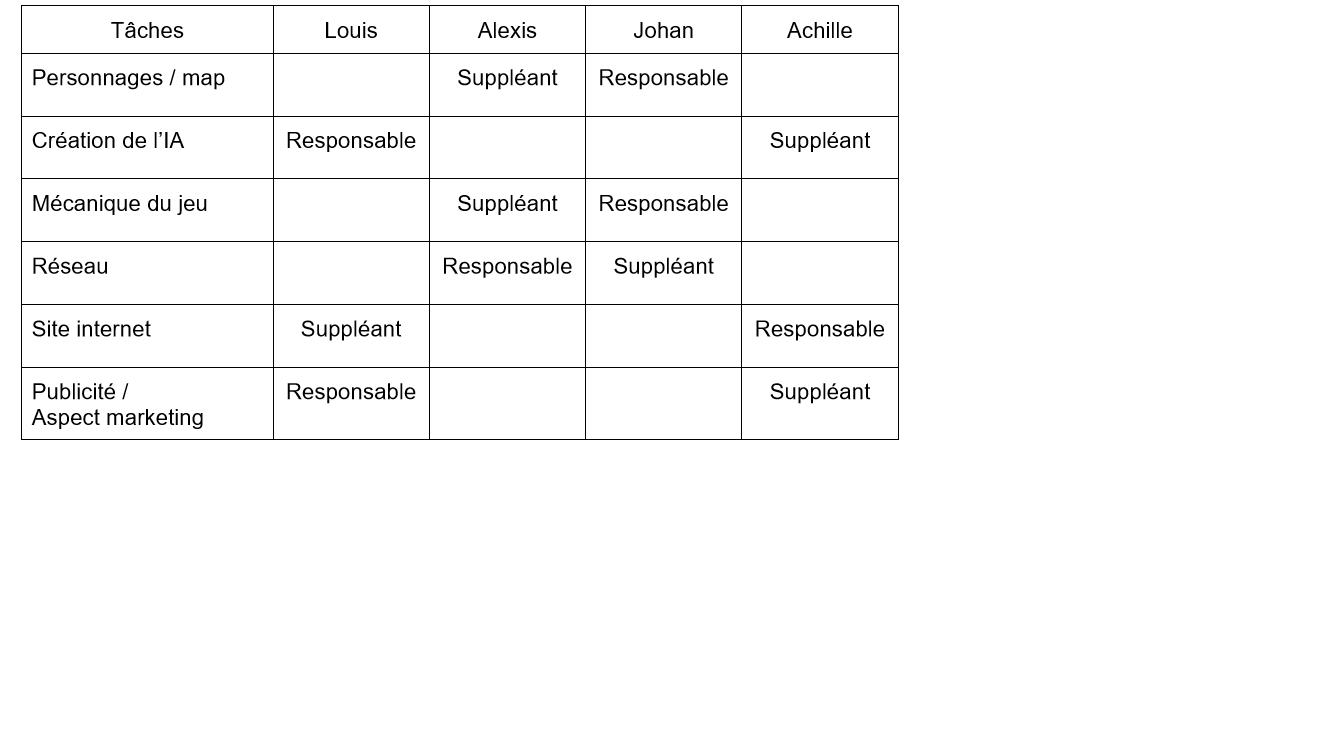 Tâches Louis Alexis Johan Achille
Personnages / map Suppléant Responsable
Création de l’IA Responsable Suppléant
Mécanique du jeu Suppléant Responsable
Réseau Responsable Suppléant
Site internet Suppléant Responsable
Publicité / Responsable Suppléant
Aspect marketing